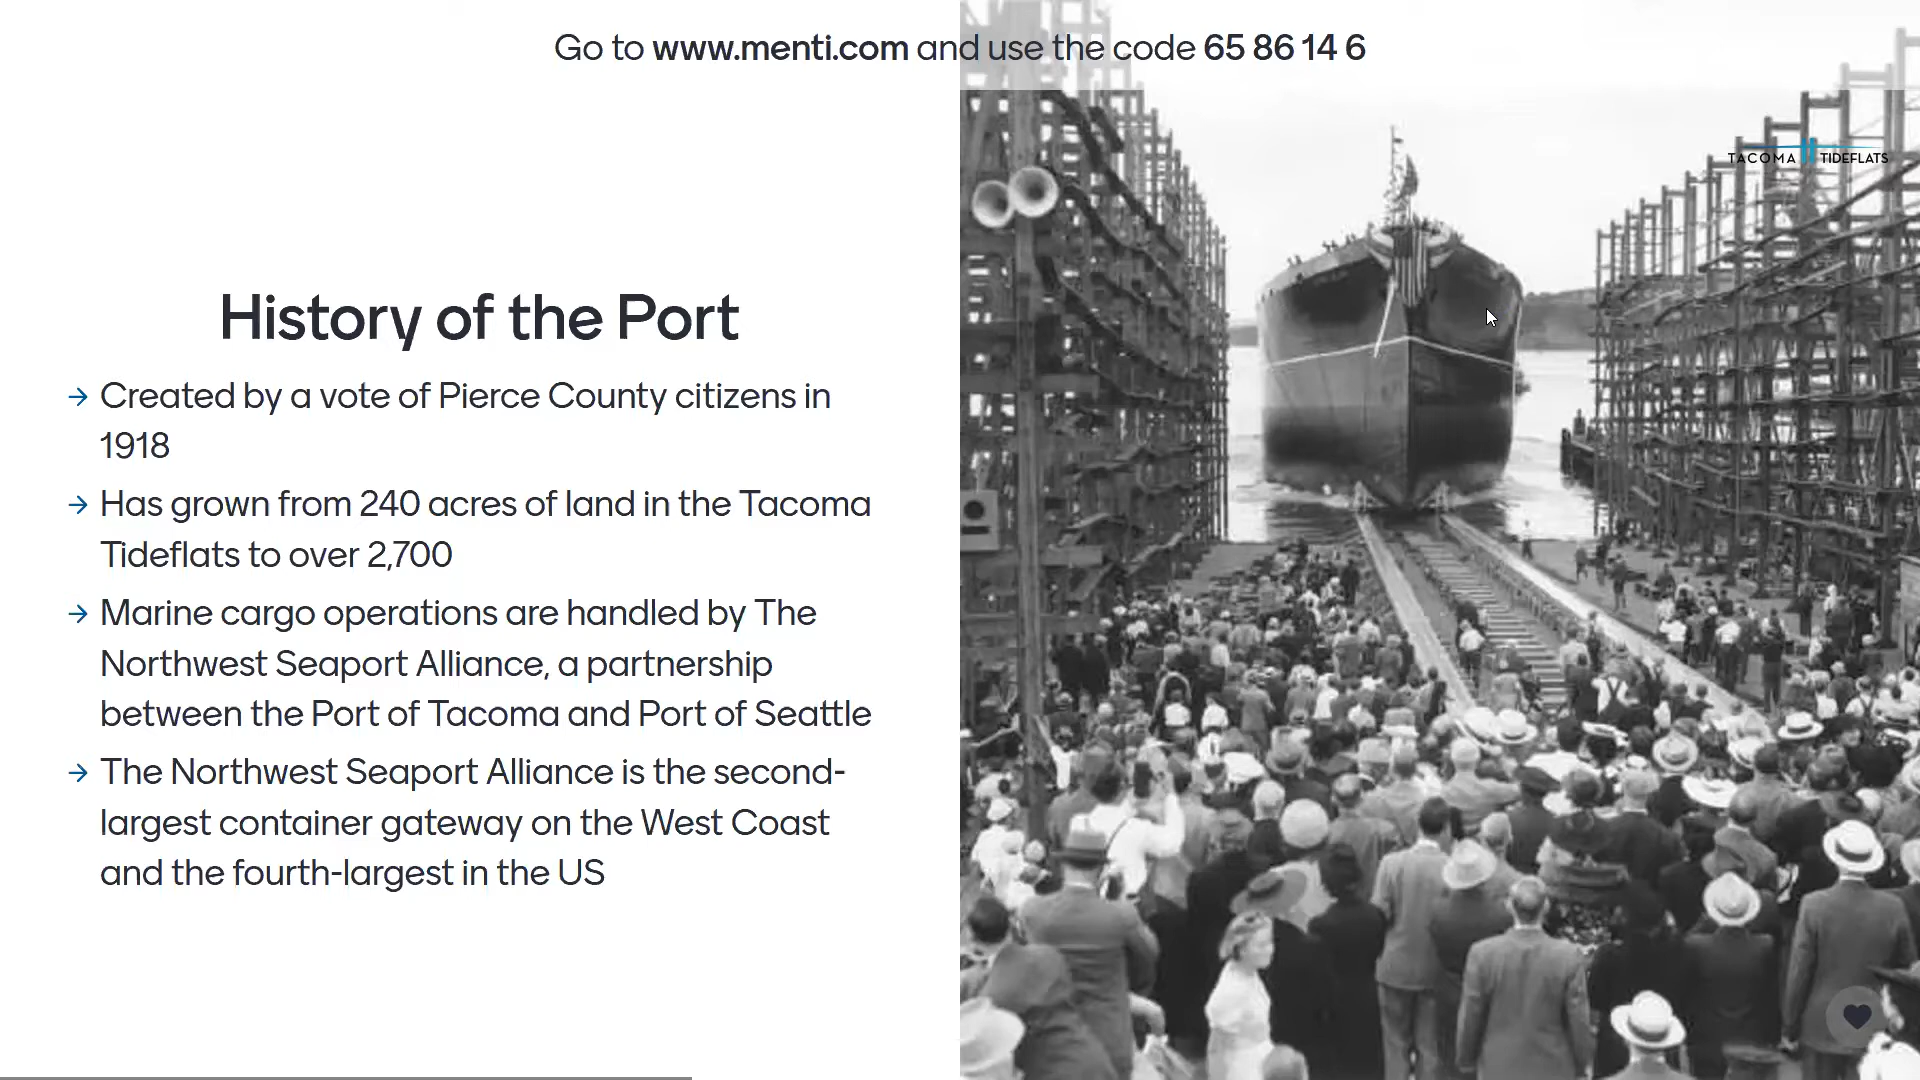 Go to www.menti.com and use the code 65 86 14 6
TACOMA TIDEFLATS
History of the Port
→ Created by a vote of Pierce County citizens in
1918
→ Has grown from 240 acres of land in the Tacoma
Tideflats to over 2,700
→ Marine cargo operations are handled by The
Northwest Seaport Alliance, a partnership
between the Port of Tacoma and Port of Seattle
→ The Northwest Seaport Alliance is the second-
largest container gateway on the West Coast
and the fourth-largest in the US